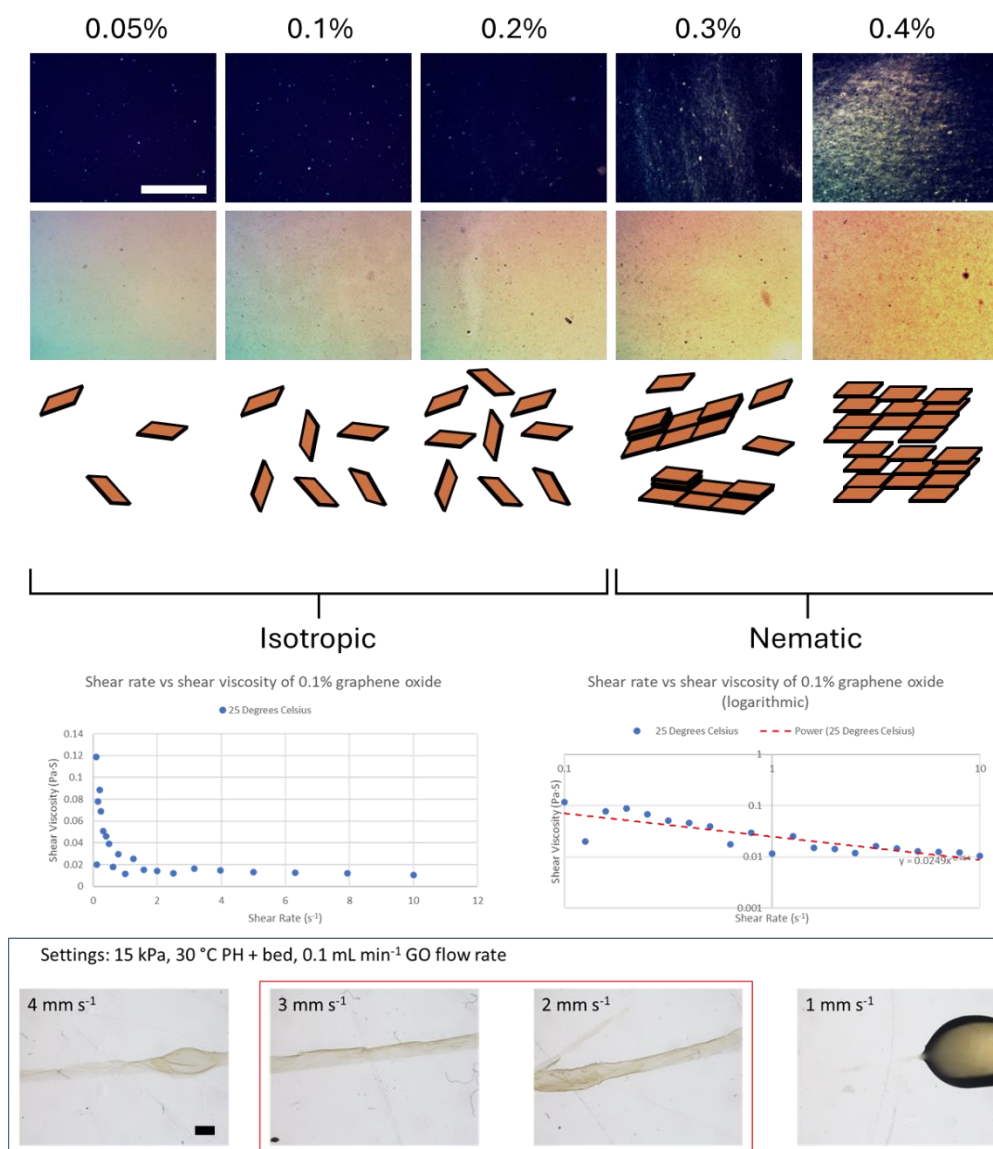 0.05% 0.1% 0.2% 0.3% 0.4%
Isotropic Nematic
Shear rate vs shear viscosity of 0.1% graphene oxide
25 Degrees Celsius
Shear Viscosity (Pa·S)
0.14
0.12
0.1
0.08
0.06
0.04
0.02
0
0 2 4 6 8 10 12
Shear Rate (s⁻¹)
Shear rate vs shear viscosity of 0.1% graphene oxide
(logarithmic)
25 Degrees Celsius Power (25 Degrees Celsius)
Shear Viscosity (Pa·S)
1
0.1 1 10
0.1
0.01
y = 0.0249x
0.001
Shear Rate (s⁻¹)
Settings: 15 kPa, 30 °C PH + bed, 0.1 mL min⁻¹ GO flow rate
4 mm s⁻¹ 3 mm s⁻¹ 2 mm s⁻¹ 1 mm s⁻¹